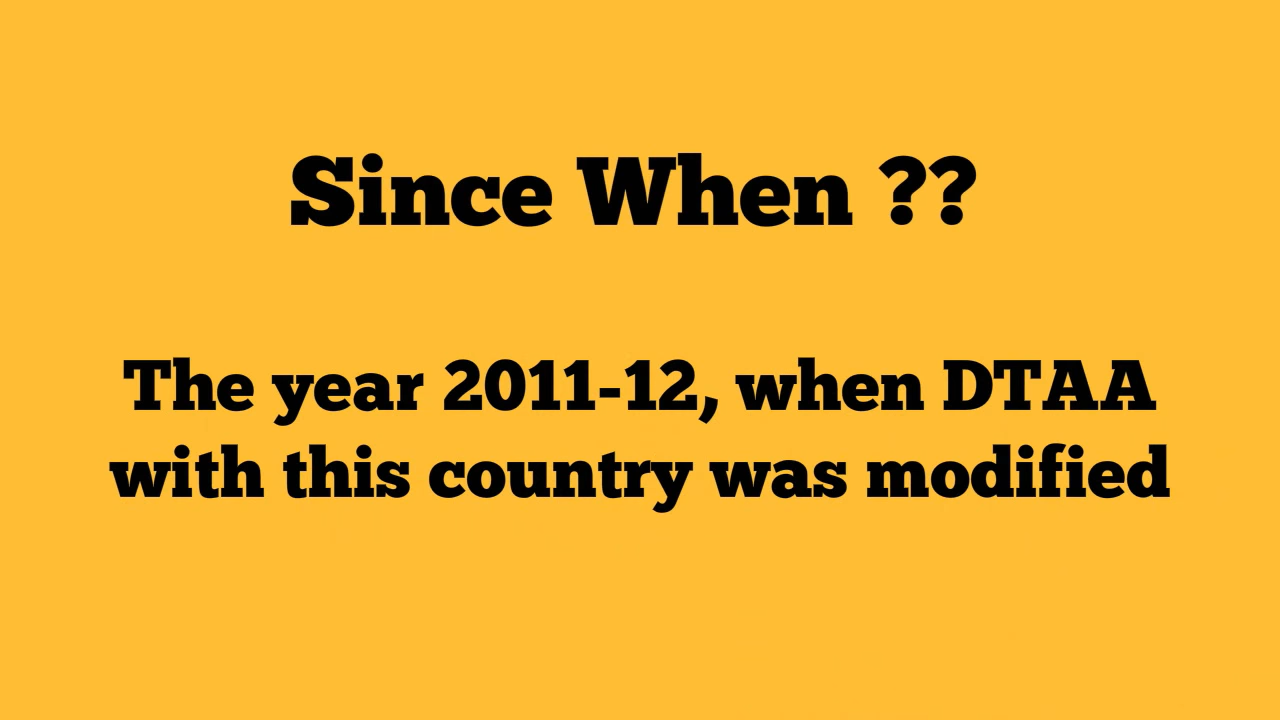 Since When ??
The year 2011-12, when DTAA
with this country was modified